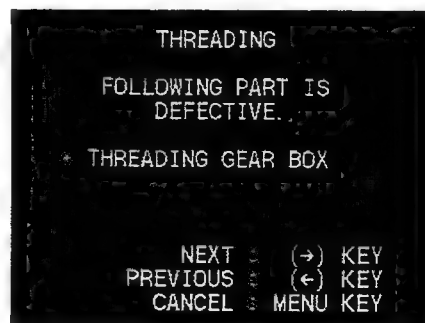 THREADING
FOLLOWING PART IS
DEFECTIVE.
* THREADING GEAR BOX
NEXT : (→) KEY
PREVIOUS : (←) KEY
CANCEL : MENU KEY